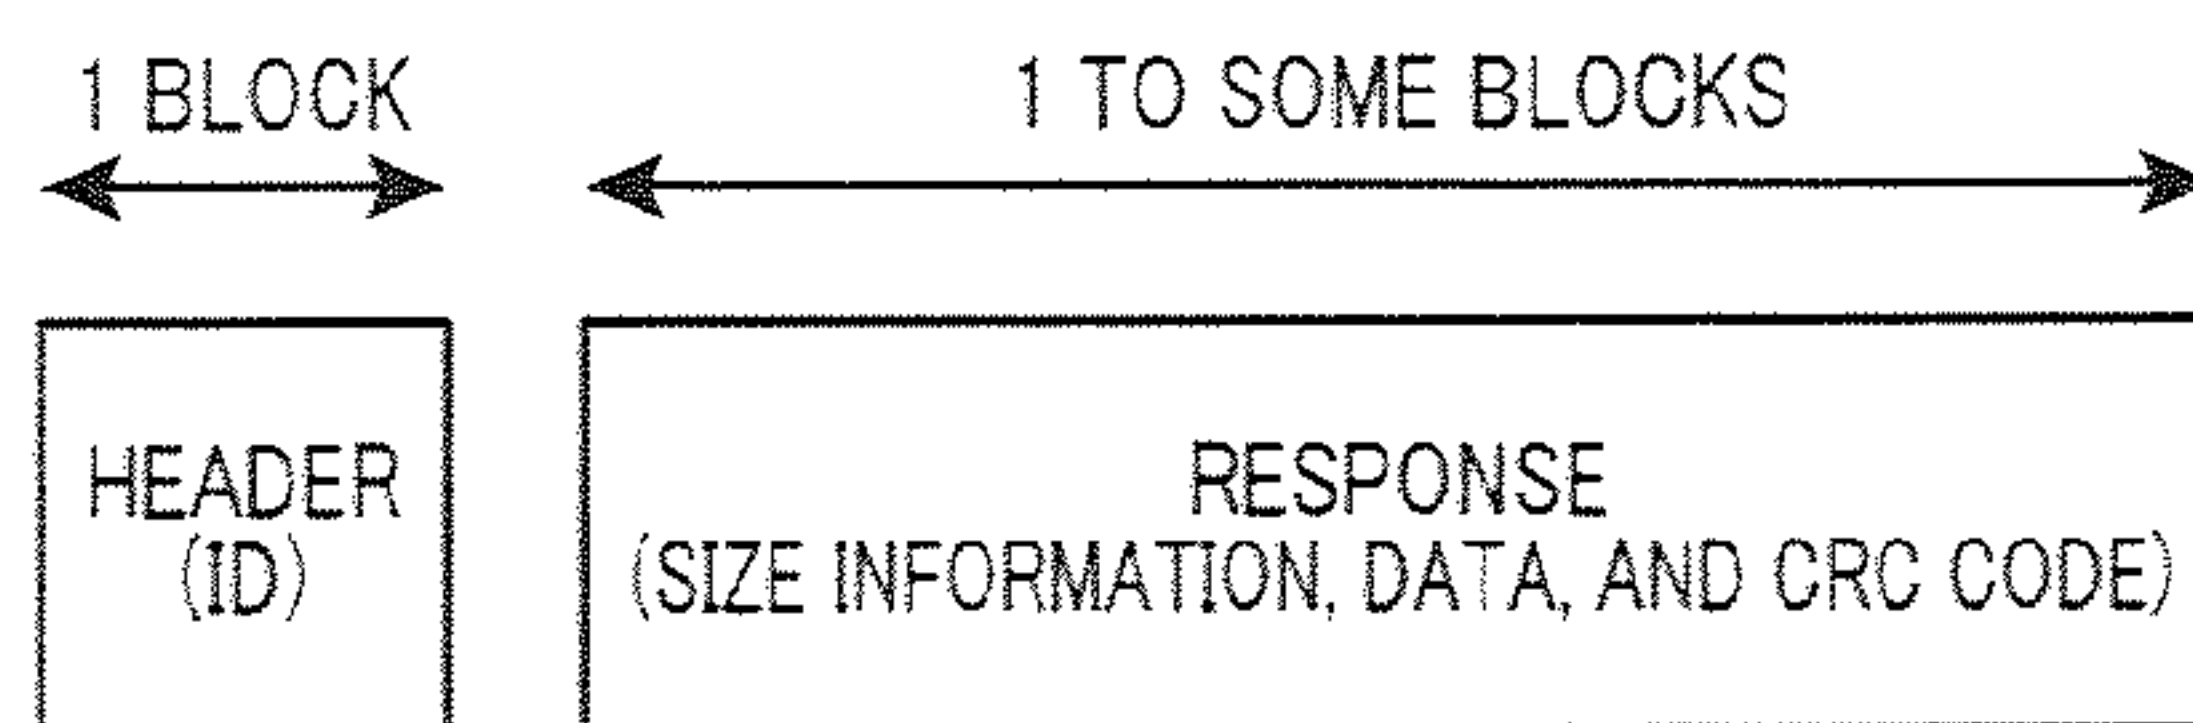 1 BLOCK
1 TO SOME BLOCKS
HEADER
(ID)
RESPONSE
(SIZE INFORMATION, DATA, AND CRC CODE)